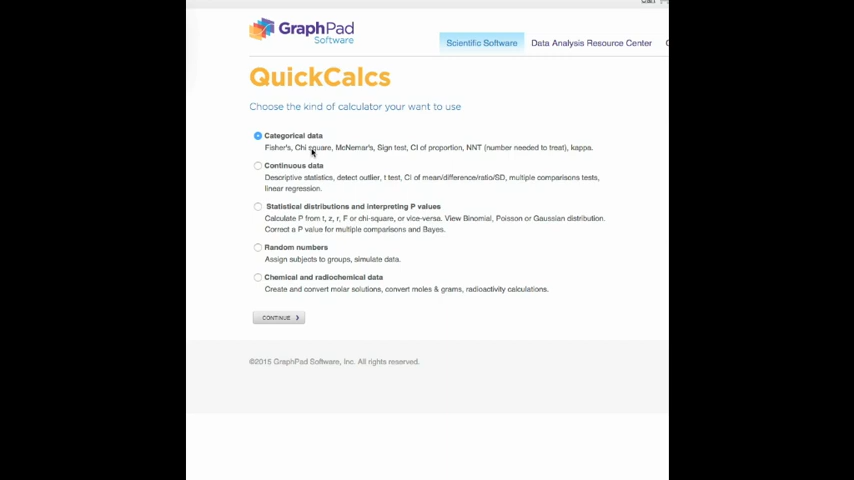 GraphPad
Software
Scientific Software
Data Analysis Resource Center
QuickCalcs
Choose the kind of calculator your want to use
Categorical data
Fisher's, Chi square, McNemar's, Sign test, CI of proportion, NNT (number needed to treat), kappa.
Continuous data
Descriptive statistics, detect outlier, t test, CI of mean/difference/ratio/SD, multiple comparisons tests,
linear regression.
Statistical distributions and interpreting P values
Calculate P from t, z, r, F or chi-square, or vice-versa. View Binomial, Poisson or Gaussian distribution.
Correct a P value for multiple comparisons and Bayes.
Random numbers
Assign subjects to groups, simulate data.
Chemical and radiochemical data
Create and convert molar solutions, convert moles & grams, radioactivity calculations.
CONTINUE
©2015 GraphPad Software, Inc. All rights reserved.